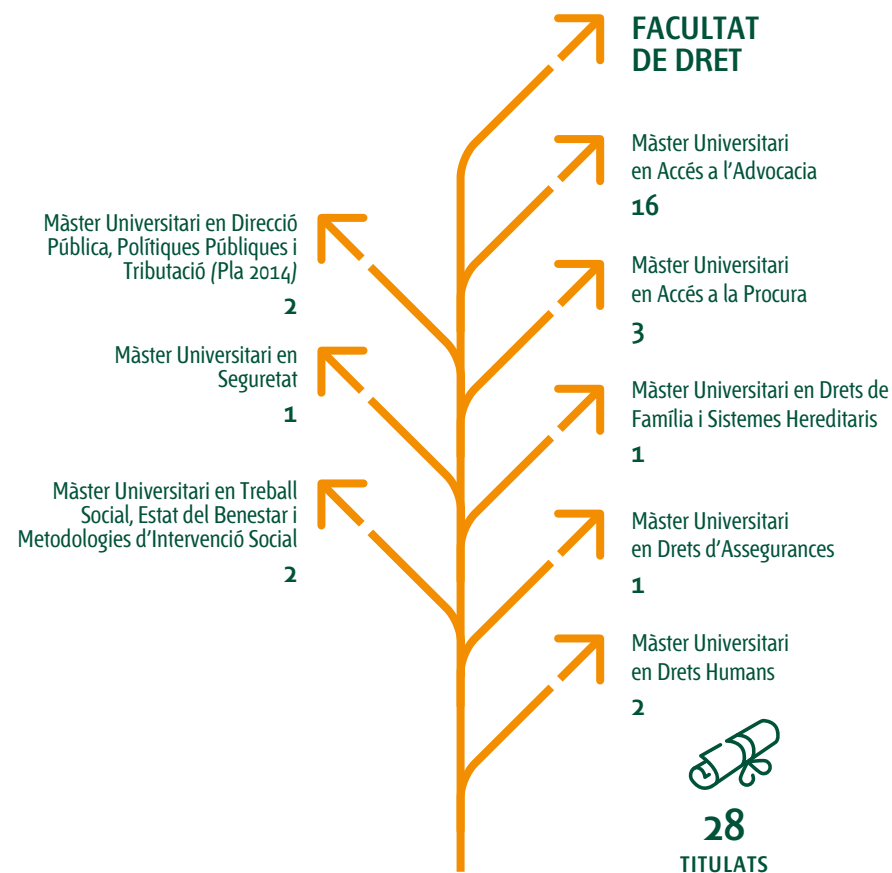 FACULTAT
DE DRET
Màster Universitari
en Accés a l'Advocacia
16
Màster Universitari en Direcció
Pública, Polítiques Públiques i
Tributació (Pla 2014)
2
Màster Universitari
en Accés a la Procura
3
Màster Universitari en
Seguretat
1
Màster Universitari en Drets de
Família i Sistemes Hereditaris
1
Màster Universitari en Treball
Social, Estat del Benestar i
Metodologies d'Intervenció Social
2
Màster Universitari
en Drets d'Assegurances
1
Màster Universitari
en Drets Humans
2
28
TITULATS